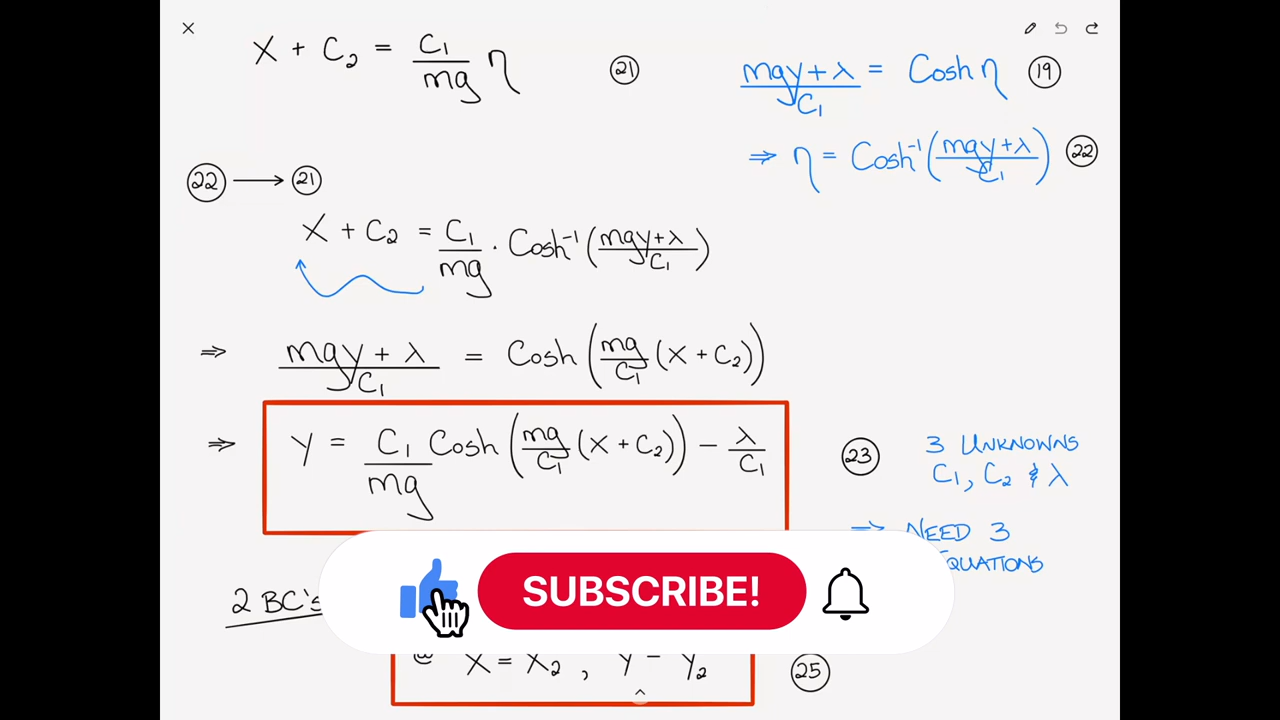 x + C₂ = C₁/mg η (21)
mgy + λ / C₁ = Cosh η (19)
⇒ η = Cosh⁻¹(mgy + λ / C₁) (22)
(22) → (21)
x + C₂ = C₁/mg · Cosh⁻¹(mgy + λ / C₁)
⇒ mgy + λ / C₁ = Cosh(mg/C₁ (x + C₂))
⇒ y = C₁/mg Cosh(mg/C₁ (x + C₂)) − λ/C₁ (23)
3 UNKNOWNS
C₁, C₂ & λ
⇒ NEED 3
EQUATIONS
2 BC's
SUBSCRIBE!
@ x = x₂ , y = y₂ (25)